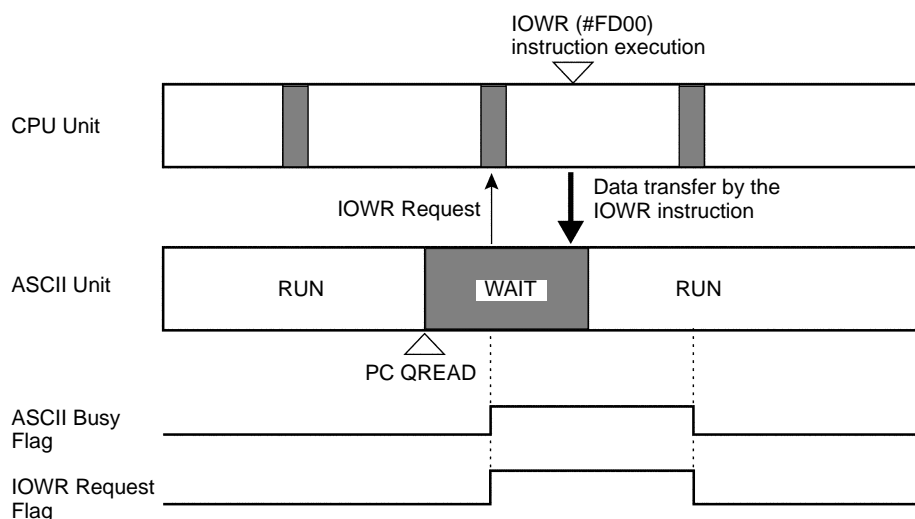 IOWR (#FD00)
instruction execution
CPU Unit
IOWR Request
Data transfer by the
IOWR instruction
ASCII Unit
RUN
WAIT
RUN
PC QREAD
ASCII Busy
Flag
IOWR Request
Flag